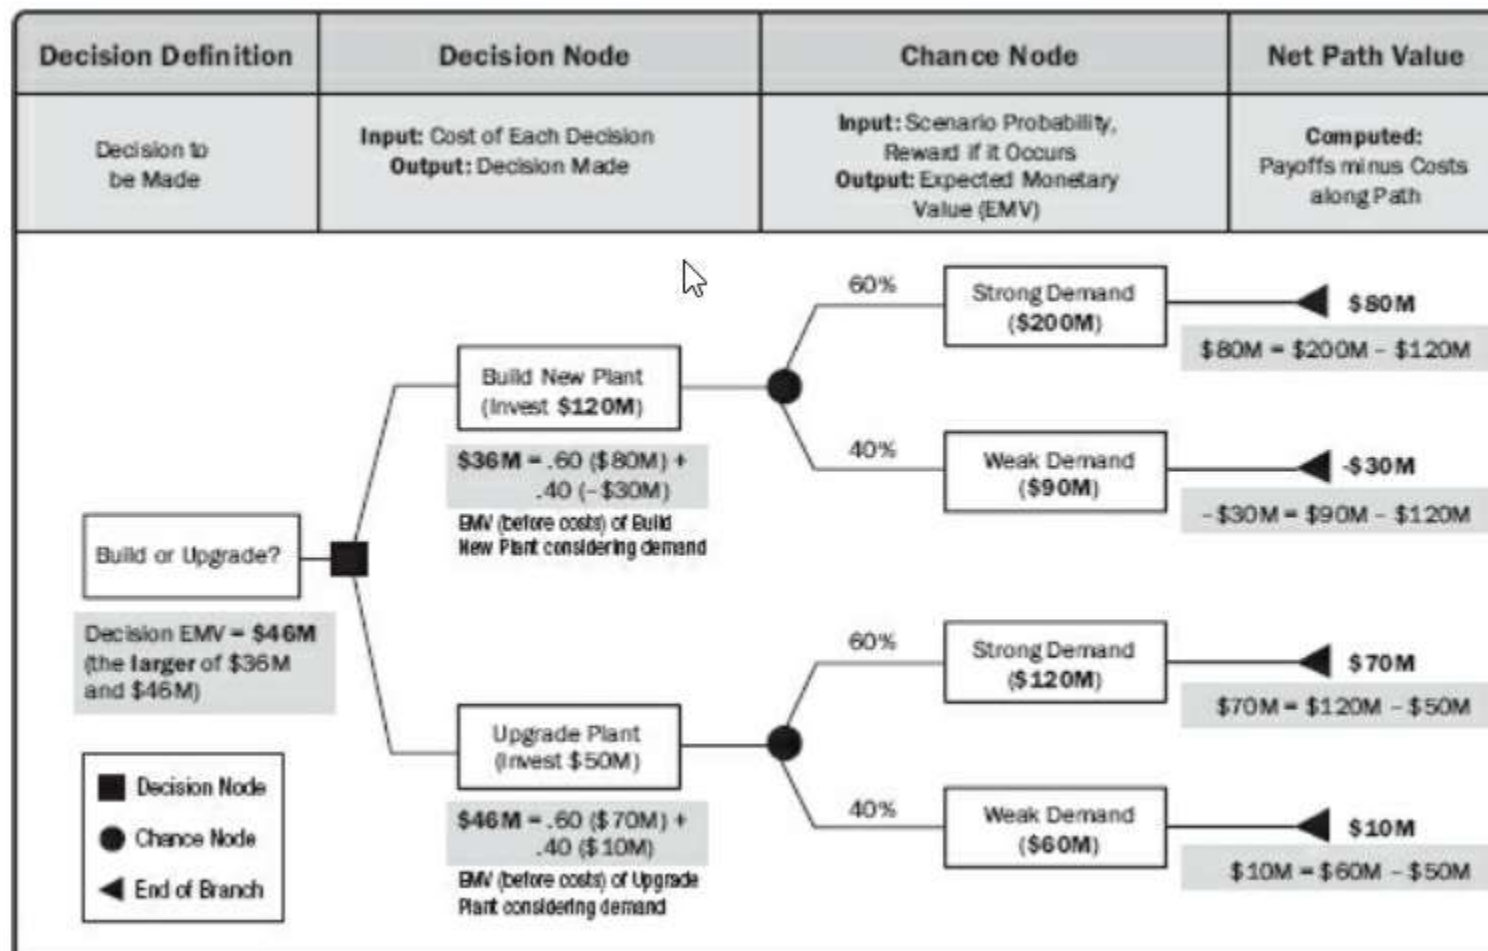 Decision Definition
Decision Node
Chance Node
Net Path Value
Decision to
be Made
Input: Cost of Each Decision
Output: Decision Made
Input: Scenario Probability,
Reward if it Occurs
Output: Expected Monetary
Value (EMV)
Computed:
Payoffs minus Costs
along Path
Build or Upgrade?
Decision EMV = $46M
(the larger of $36M
and $46M)
Build New Plant
(Invest $120M)
$36M = .60 ($80M) +
.40 (–$30M)
EMV (before costs) of Build
New Plant considering demand
60%
Strong Demand
($200M)
$80M
$80M = $200M – $120M
40%
Weak Demand
($90M)
-$30M
–$30M = $90M – $120M
Upgrade Plant
(Invest $50M)
$46M = .60 ($70M) +
.40 ($10M)
EMV (before costs) of Upgrade
Plant considering demand
60%
Strong Demand
($120M)
$70M
$70M = $120M – $50M
40%
Weak Demand
($60M)
$10M
$10M = $60M – $50M
Decision Node
Chance Node
End of Branch